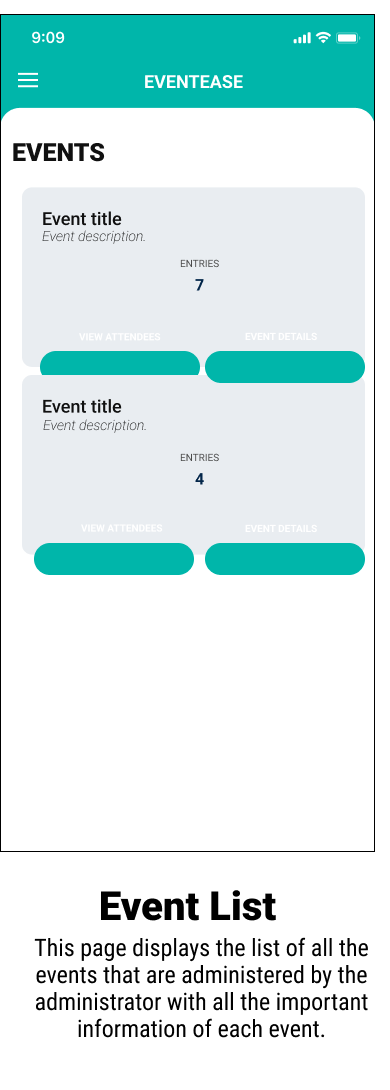 9:09
EVENTEASE
EVENTS
Event title
Event description.
ENTRIES
7
VIEW ATTENDEES EVENT DETAILS
Event title
Event description.
ENTRIES
4
VIEW ATTENDEES EVENT DETAILS
Event List
This page displays the list of all the
events that are administered by the
administrator with all the important
information of each event.